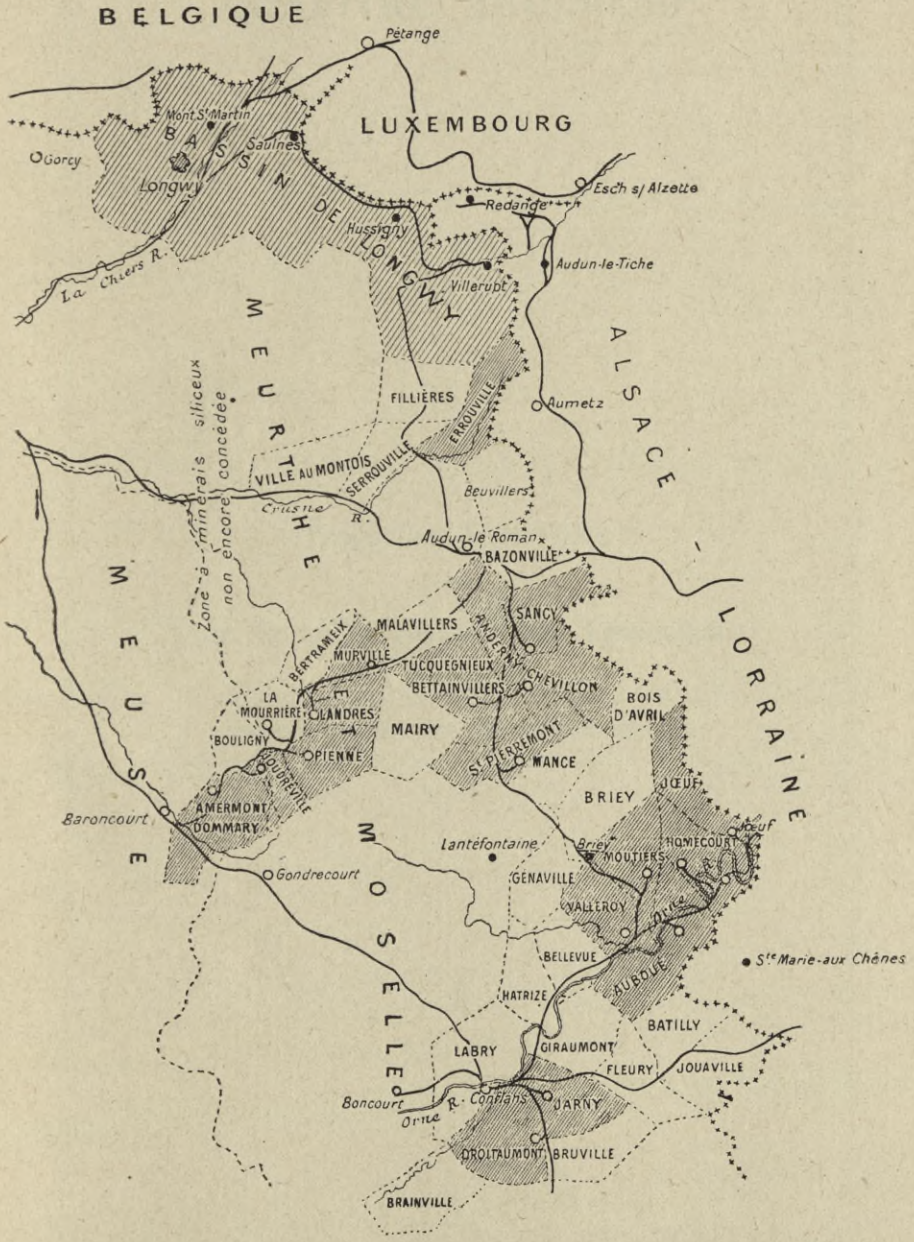 BELGIQUE
Pétange
LUXEMBOURG
Mont St Martin
BASSIN DE LONGWY
Saulnes
Gorcy
Longwy
Esch s/ Alzette
Redange
Hussigny
La Chiers R.
Villerupt
Audun-le-Tiche
MEURTHE ET MOSELLE
ALSACE - LORRAINE
Zone à minerais siliceux
non encore concédée
FILLIÈRES
ERROUVILLE
Aumetz
VILLE AU MONTOIS
SERROUVILLE
Beuvillers
Crusne R.
Audun-le Roman
BAZONVILLE
MEUSE
SANCY
ANDERNY-CHEVILLON
MALAVILLERS
BERTRAMEIX
MURVILLE
TUCQUEGNIEUX
BETTAINVILLERS
LA
MOURRIÈRE
LANDRES
BOIS
D'AVRIL
MAIRY
BOULIGNY
PIENNE
St PIERREMONT
MANCE
JOUDREVILLE
JŒUF
BRIEY
AMERMONT
DOMMARY
Baroncourt
Jœuf
HOMÉCOURT
Lantéfontaine
Briey
MOUTIERS
Gondrecourt
GÉNAVILLE
VALLEROY
Orne R.
BELLEVUE
AUBOUÉ
Ste Marie-aux Chênes
HATRIZE
BATILLY
LABRY
GIRAUMONT
FLEURY
JOUAVILLE
Boncourt
Orne R.
Conflans
JARNY
DROITAUMONT
BRUVILLE
BRAINVILLE